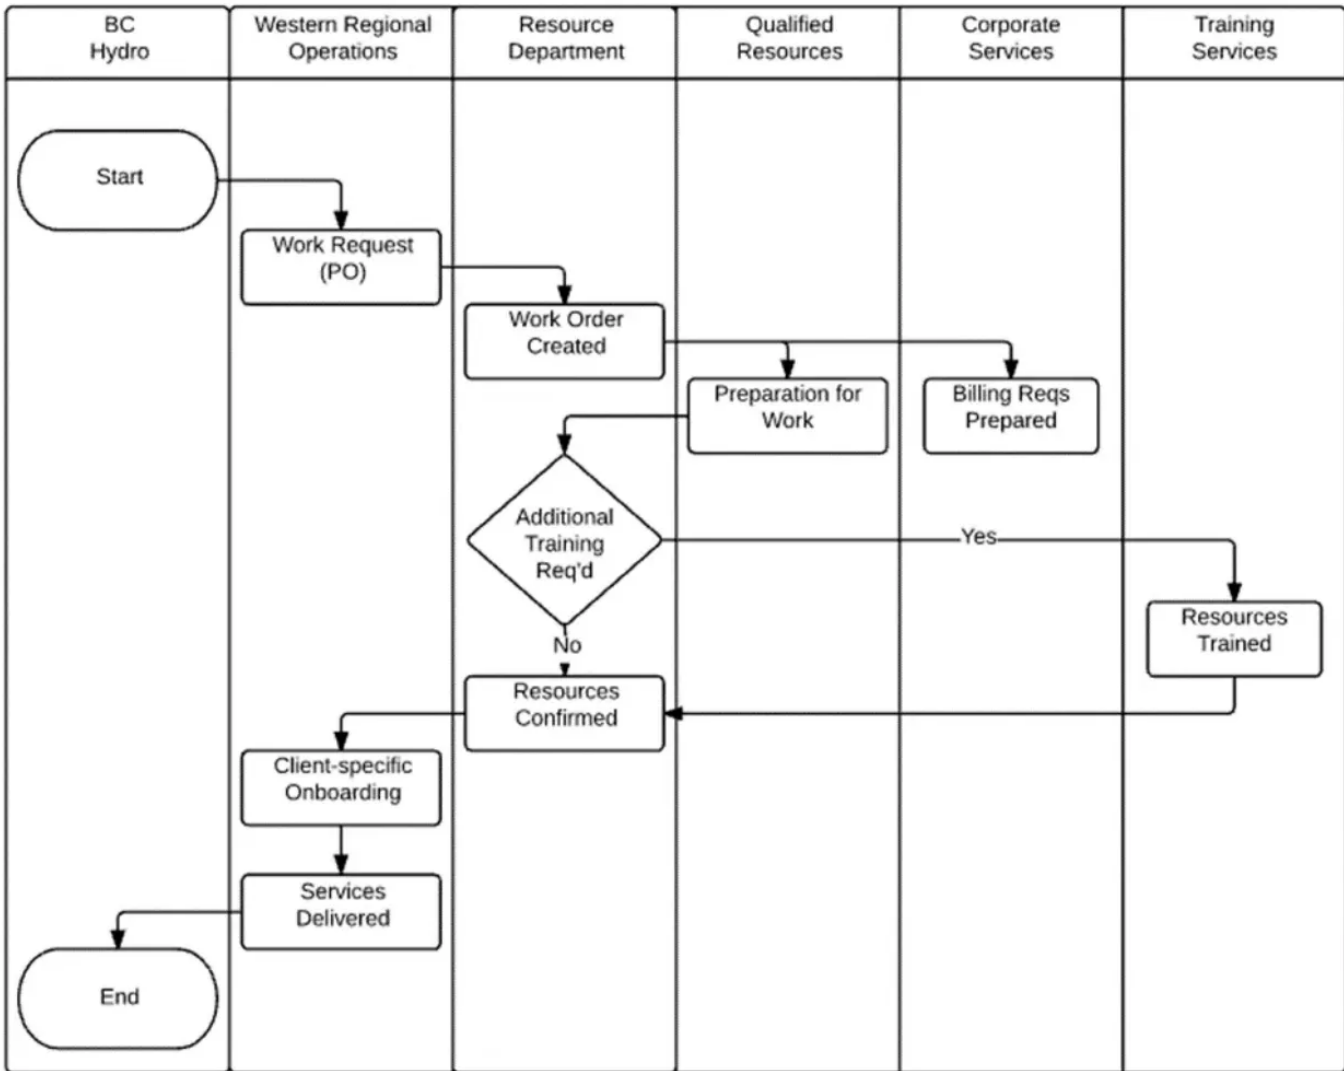 BC
Hydro
Western Regional
Operations
Resource
Department
Qualified
Resources
Corporate
Services
Training
Services
Start
Work Request
(PO)
Work Order
Created
Preparation for
Work
Billing Reqs
Prepared
Additional
Training
Req'd
Yes
No
Resources
Trained
Resources
Confirmed
Client-specific
Onboarding
Services
Delivered
End